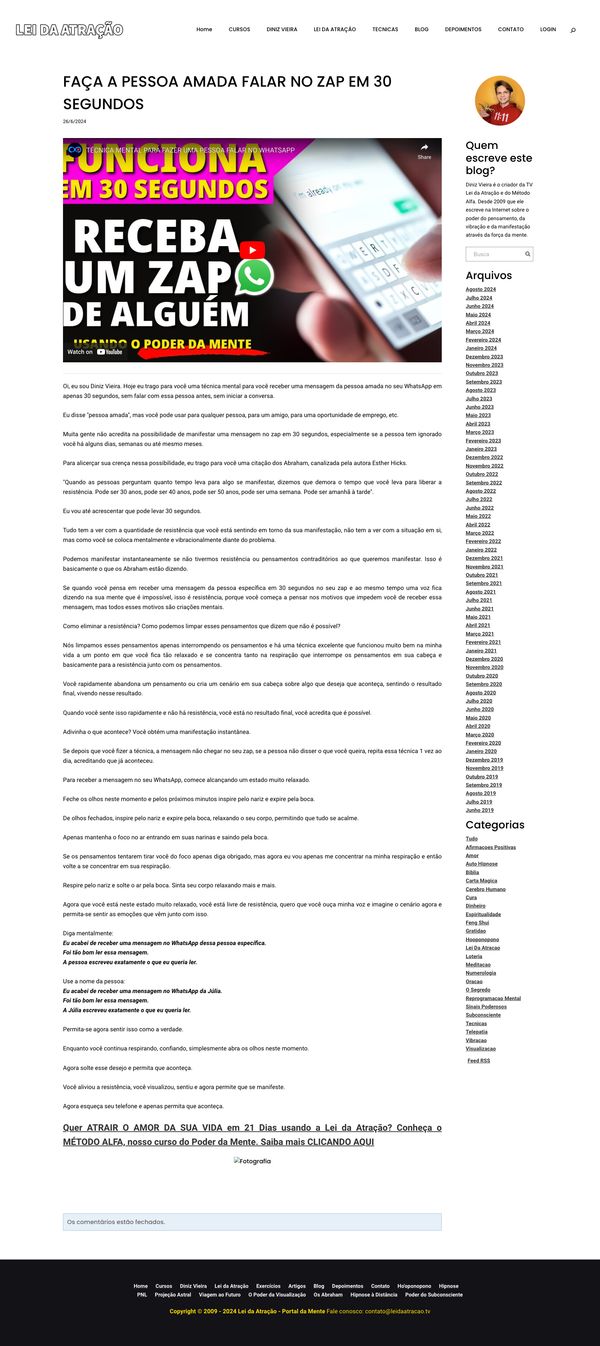 LEI DA ATRAÇÃO
Home CURSOS DINIZ VIEIRA LEI DA ATRAÇÃO TECNICAS BLOG DEPOIMENTOS CONTATO LOGIN
FAÇA A PESSOA AMADA FALAR NO ZAP EM 30
SEGUNDOS
26/6/2024
TÉCNICA MENTAL PARA FAZER UMA PESSOA FALAR NO WHATSAPP
Share
FUNCIONA
EM 30 SEGUNDOS
RECEBA
UM ZAP
DE ALGUÉM
USANDO O PODER DA MENTE
Watch on YouTube
Oi, eu sou Diniz Vieira. Hoje eu trago para você uma técnica mental para você receber uma mensagem da pessoa amada no seu WhatsApp em
apenas 30 segundos, sem falar com essa pessoa antes, sem iniciar a conversa.
Eu disse "pessoa amada", mas você pode usar para qualquer pessoa, para um amigo, para uma oportunidade de emprego, etc.
Muita gente não acredita na possibilidade de manifestar uma mensagem no zap em 30 segundos, especialmente se a pessoa tem ignorado
você há alguns dias, semanas ou até mesmo meses.
Para alicerçar sua crença nessa possibilidade, eu trago para você uma citação dos Abraham, canalizada pela autora Esther Hicks.
"Quando as pessoas perguntam quanto tempo leva para algo se manifestar, dizemos que demora o tempo que você leva para liberar a
resistência. Pode ser 30 anos, pode ser 40 anos, pode ser 50 anos, pode ser uma semana. Pode ser amanhã à tarde".
Eu vou até acrescentar que pode levar 30 segundos.
Tudo tem a ver com a quantidade de resistência que você está sentindo em torno da sua manifestação, não tem a ver com a situação em si,
mas como você se coloca mentalmente e vibracionalmente diante do problema.
Podemos manifestar instantaneamente se não tivermos resistência ou pensamentos contraditórios ao que queremos manifestar. Isso é
basicamente o que os Abraham estão dizendo.
Se quando você pensa em receber uma mensagem da pessoa específica em 30 segundos no seu zap e ao mesmo tempo uma voz fica
dizendo na sua mente que é impossível, isso é resistência, porque você começa a pensar nos motivos que impedem você de receber essa
mensagem, mas todos esses motivos são criações mentais.
Como eliminar a resistência? Como podemos limpar esses pensamentos que dizem que não é possível?
Nós limpamos esses pensamentos apenas interrompendo os pensamentos e há uma técnica excelente que funcionou muito bem na minha
vida a um ponto em que você fica tão relaxado e se concentra tanto na respiração que interrompe os pensamentos em sua cabeça e
basicamente para a resistência junto com os pensamentos.
Você rapidamente abandona um pensamento ou cria um cenário em sua cabeça sobre algo que deseja que aconteça, sentindo o resultado
final, vivendo nesse resultado.
Quando você sente isso rapidamente e não há resistência, você está no resultado final, você acredita que é possível.
Adivinha o que acontece? Você obtém uma manifestação instantânea.
Se depois que você fizer a técnica, a mensagem não chegar no seu zap, se a pessoa não disser o que você queira, repita essa técnica 1 vez ao
dia, acreditando que já aconteceu.
Para receber a mensagem no seu WhatsApp, comece alcançando um estado muito relaxado.
Feche os olhos neste momento e pelos próximos minutos inspire pelo nariz e expire pela boca.
De olhos fechados, inspire pelo nariz e expire pela boca, relaxando o seu corpo, permitindo que tudo se acalme.
Apenas mantenha o foco no ar entrando em suas narinas e saindo pela boca.
Se os pensamentos tentarem tirar você do foco apenas diga obrigado, mas agora eu vou apenas me concentrar na minha respiração e então
volte a se concentrar em sua respiração.
Respire pelo nariz e solte o ar pela boca. Sinta seu corpo relaxando mais e mais.
Agora que você está neste estado muito relaxado, você está livre de resistência, quero que você ouça minha voz e imagine o cenário agora e
permita-se sentir as emoções que vêm junto com isso.
Diga mentalmente:
Eu acabei de receber uma mensagem no WhatsApp dessa pessoa específica.
Foi tão bom ler essa mensagem.
A pessoa escreveu exatamente o que eu queria ler.
Use a nome da pessoa:
Eu acabei de receber uma mensagem no WhatsApp da Júlia.
Foi tão bom ler essa mensagem.
A Júlia escreveu exatamente o que eu queria ler.
Permita-se agora sentir isso como a verdade.
Enquanto você continua respirando, confiando, simplesmente abra os olhos neste momento.
Agora solte esse desejo e permita que aconteça.
Você aliviou a resistência, você visualizou, sentiu e agora permite que se manifeste.
Agora esqueça seu telefone e apenas permita que aconteça.
Quer ATRAIR O AMOR DA SUA VIDA em 21 Dias usando a Lei da Atração? Conheça o
MÉTODO ALFA, nosso curso do Poder da Mente. Saiba mais CLICANDO AQUI
Fotografia
Os comentários estão fechados.
11:11
Quem
escreve este
blog?
Diniz Vieira é o criador da TV
Lei da Atração e do Método
Alfa. Desde 2009 que ele
escreve na Internet sobre o
poder do pensamento, da
vibração e da manifestação
através da força da mente.
Busca
Arquivos
Agosto 2024
Julho 2024
Junho 2024
Maio 2024
Abril 2024
Março 2024
Fevereiro 2024
Janeiro 2024
Dezembro 2023
Novembro 2023
Outubro 2023
Setembro 2023
Agosto 2023
Julho 2023
Junho 2023
Maio 2023
Abril 2023
Março 2023
Fevereiro 2023
Janeiro 2023
Dezembro 2022
Novembro 2022
Outubro 2022
Setembro 2022
Agosto 2022
Julho 2022
Junho 2022
Maio 2022
Abril 2022
Março 2022
Fevereiro 2022
Janeiro 2022
Dezembro 2021
Novembro 2021
Outubro 2021
Setembro 2021
Agosto 2021
Julho 2021
Junho 2021
Maio 2021
Abril 2021
Março 2021
Fevereiro 2021
Janeiro 2021
Dezembro 2020
Novembro 2020
Outubro 2020
Setembro 2020
Agosto 2020
Julho 2020
Junho 2020
Maio 2020
Abril 2020
Março 2020
Fevereiro 2020
Janeiro 2020
Dezembro 2019
Novembro 2019
Outubro 2019
Setembro 2019
Agosto 2019
Julho 2019
Junho 2019
Categorias
Tudo
Afirmacoes Positivas
Amor
Auto Hipnose
Bíblia
Carta Magica
Cerebro Humano
Cura
Dinheiro
Espiritualidade
Feng Shui
Gratidao
Hooponopono
Lei Da Atracao
Loteria
Meditacao
Numerologia
Oracao
O Segredo
Reprogramacao Mental
Sinais Poderosos
Subconsciente
Tecnicas
Telepatia
Vibracao
Visualizacao
Feed RSS
Home Cursos Diniz Vieira Lei da Atração Exercícios Artigos Blog Depoimentos Contato Ho'oponopono Hipnose
PNL Projeção Astral Viagem ao Futuro O Poder da Visualização Os Abraham Hipnose à Distância Poder do Subconsciente
Copyright © 2009 - 2024 Lei da Atração - Portal da Mente Fale conosco: contato@leidaatracao.tv